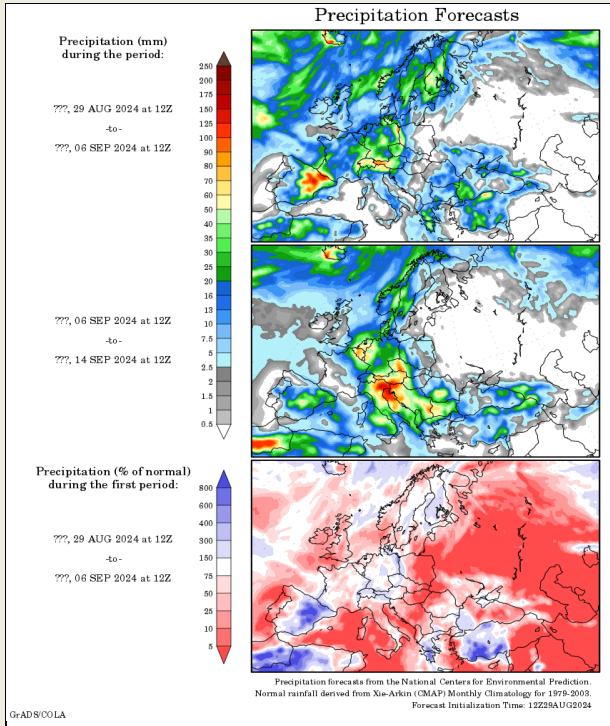 Precipitation Forecasts
Precipitation (mm)
during the period:
???, 29 AUG 2024 at 12Z
-to-
???, 06 SEP 2024 at 12Z
250
200
175
150
125
100
90
80
70
60
50
45
40
35
30
25
20
16
13
10
7.5
5
2.5
2
1.5
1
0.5
???, 06 SEP 2024 at 12Z
-to-
???, 14 SEP 2024 at 12Z
Precipitation (% of normal)
during the first period:
???, 29 AUG 2024 at 12Z
-to-
???, 06 SEP 2024 at 12Z
800
600
400
300
150
75
50
25
10
5
Precipitation forecasts from the National Centers for Environmental Prediction.
Normal rainfall derived from Xie-Arkin (CMAP) Monthly Climatology for 1979-2003.
Forecast Initialization Time: 12Z29AUG2024
GrADS/COLA